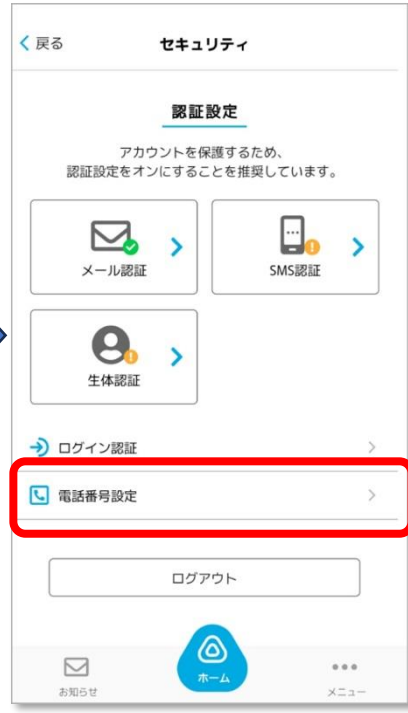 戻る セキュリティ
認証設定
アカウントを保護するため、
認証設定をオンにすることを推奨しています。
メール認証 SMS認証
生体認証
ログイン認証
電話番号設定
ログアウト
お知らせ ホーム メニュー